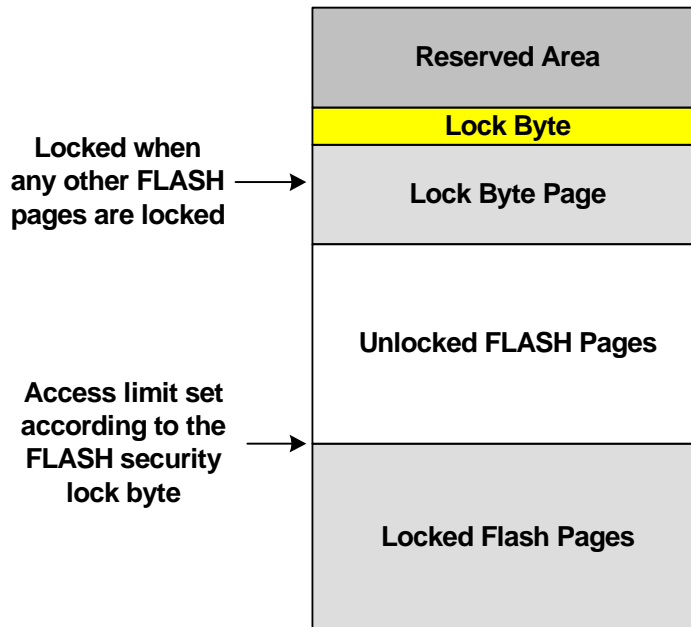 Reserved Area
Lock Byte
Locked when
any other FLASH
pages are locked
Lock Byte Page
Unlocked FLASH Pages
Access limit set
according to the
FLASH security
lock byte
Locked Flash Pages